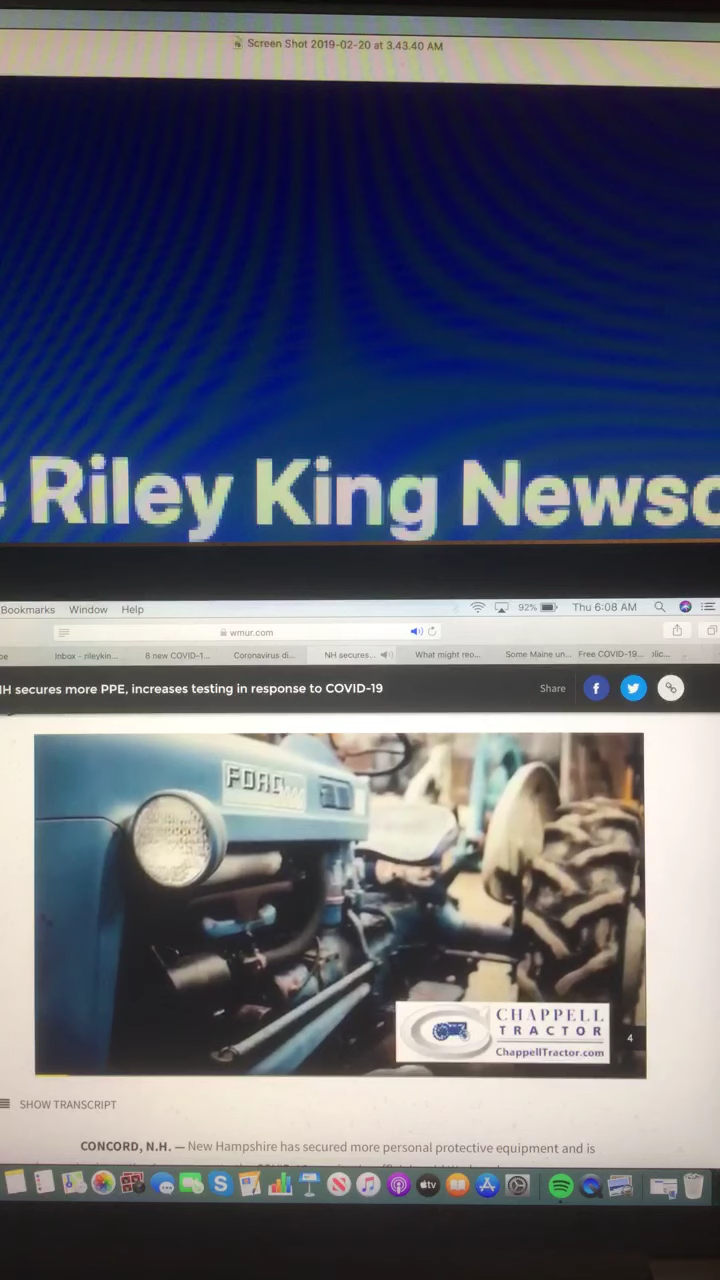 Screen Shot 2019-02-20 at 3.43.40 AM
Riley King Newsc
Bookmarks Window Help 92% Thu 6:08 AM
wmur.com
Inbox – rileykin... 8 new COVID-1... Coronavirus di... NH secures... What might reo... Some Maine un... Free COVID-19...
NH secures more PPE, increases testing in response to COVID-19 Share
FORD
CHAPPELL
TRACTOR
ChappellTractor.com
4
SHOW TRANSCRIPT
CONCORD, N.H. — New Hampshire has secured more personal protective equipment and is
tv